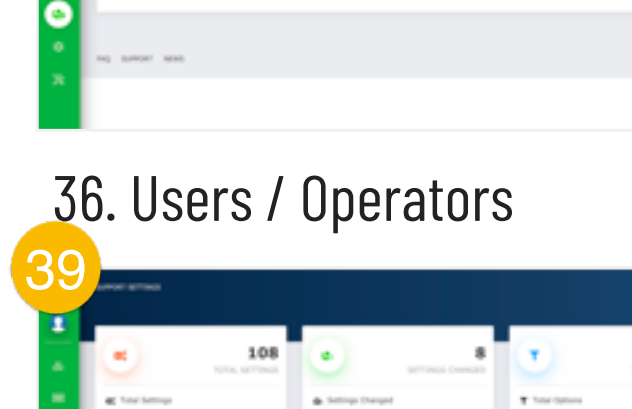 FAQ SUPPORT NEWS
36. Users / Operators
39
SUPPORT SETTINGS
108
TOTAL SETTINGS
8
SETTINGS CHANGED
Total Settings
Settings Changed
Total Options